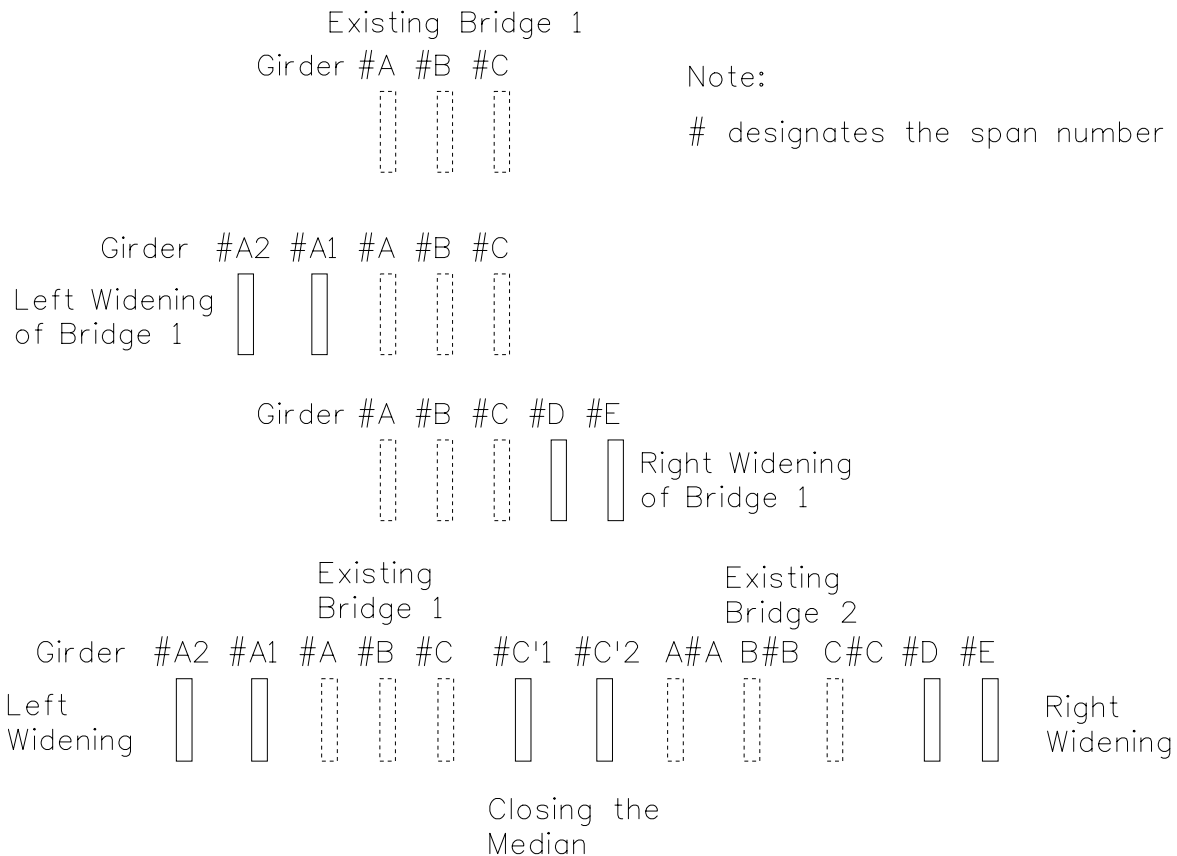 Existing Bridge 1
Girder #A #B #C
Note:
# designates the span number
Girder #A2 #A1 #A #B #C
Left Widening
of Bridge 1
Girder #A #B #C #D #E
Right Widening
of Bridge 1
Existing
Bridge 1
Existing
Bridge 2
Girder #A2 #A1 #A #B #C #C'1 #C'2 A#A B#B C#C #D #E
Left
Widening
Right
Widening
Closing the
Median